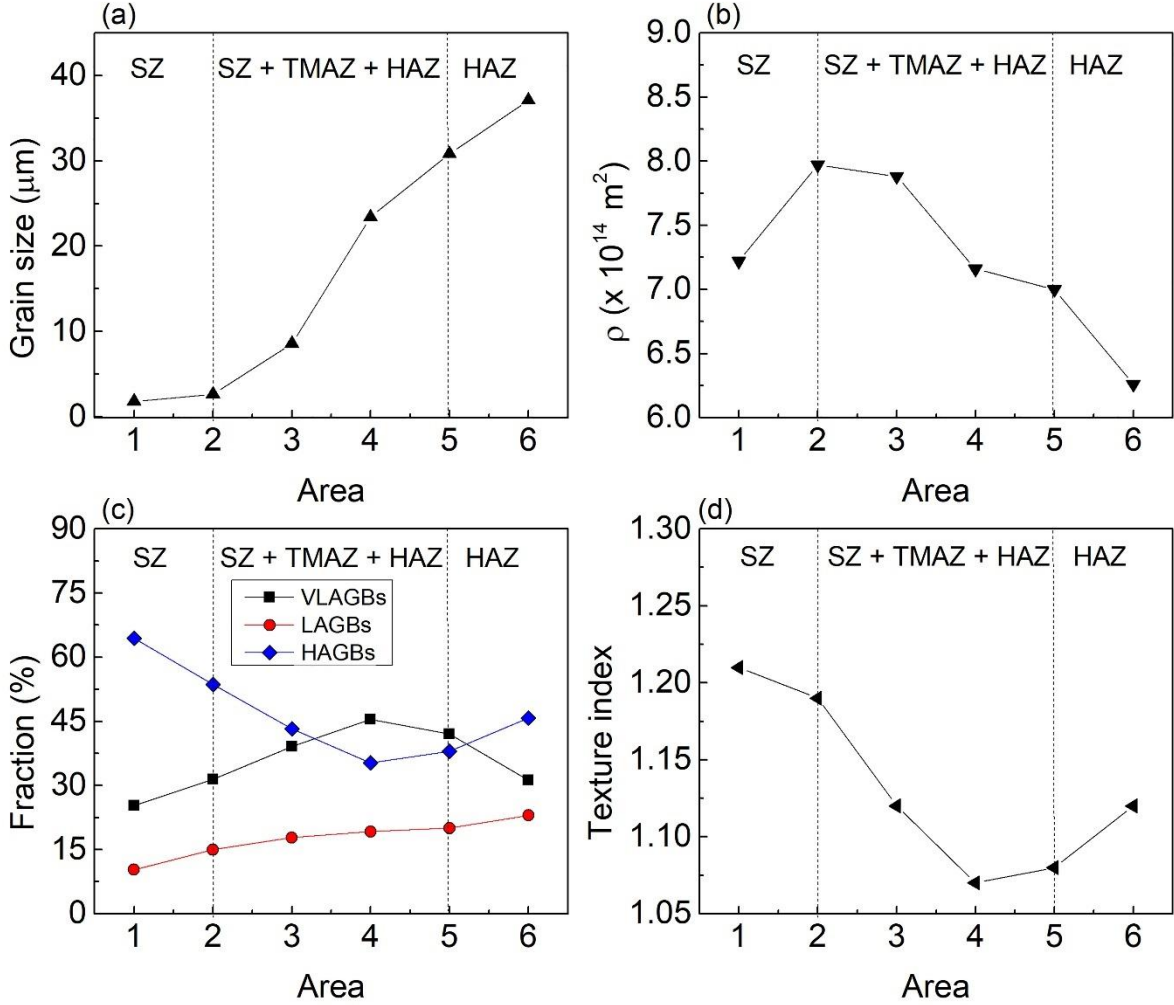 (a)
SZ
SZ + TMAZ + HAZ
HAZ
40
30
20
10
0
Grain size (μm)
1 2 3 4 5 6
Area
(b)
9.0
SZ
SZ + TMAZ + HAZ
HAZ
8.5
8.0
7.5
7.0
6.5
6.0
ρ (x 10¹⁴ m²)
1 2 3 4 5 6
Area
(c)
90
SZ
SZ + TMAZ + HAZ
HAZ
75
60
45
30
15
0
VLAGBs
LAGBs
HAGBs
Fraction (%)
1 2 3 4 5 6
Area
(d)
1.30
SZ
SZ + TMAZ + HAZ
HAZ
1.25
1.20
1.15
1.10
1.05
Texture index
1 2 3 4 5 6
Area